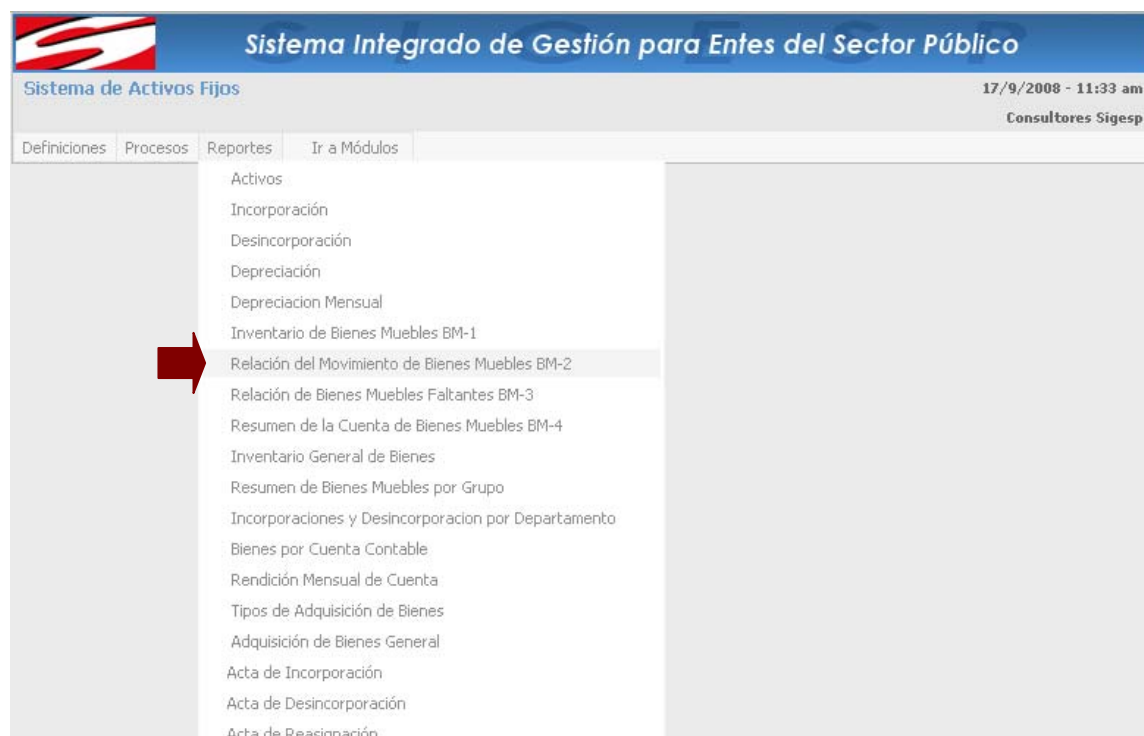 S I G E S P
Sistema Integrado de Gestión para Entes del Sector Público
Sistema de Activos Fijos
17/9/2008 - 11:33 am
Consultores Sigesp
Definiciones Procesos Reportes Ir a Módulos
Activos
Incorporación
Desincorporación
Depreciación
Depreciacion Mensual
Inventario de Bienes Muebles BM-1
Relación del Movimiento de Bienes Muebles BM-2
Relación de Bienes Muebles Faltantes BM-3
Resumen de la Cuenta de Bienes Muebles BM-4
Inventario General de Bienes
Resumen de Bienes Muebles por Grupo
Incorporaciones y Desincorporacion por Departamento
Bienes por Cuenta Contable
Rendición Mensual de Cuenta
Tipos de Adquisición de Bienes
Adquisición de Bienes General
Acta de Incorporación
Acta de Desincorporación
Acta de Reasignación